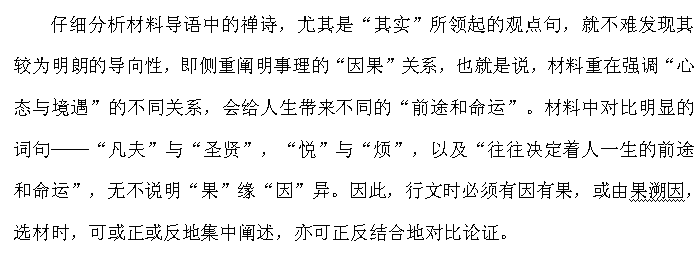 仔细分析材料导语中的禅诗，尤其是“其实”所领起的观点句，就不难发现其
较为明朗的导向性，即侧重阐明事理的“因果”关系，也就是说，材料重在强调“心
态与境遇”的不同关系，会给人生带来不同的“前途和命运”。材料中对比明显的
词句——“凡夫”与“圣贤”，“悦”与“烦”，以及“往往决定着人一生的前途
和命运”，无不说明“果”缘“因”异。因此，行文时必须有因有果，或由果溯因，
选材时，可或正或反地集中阐述，亦可正反结合地对比论证。